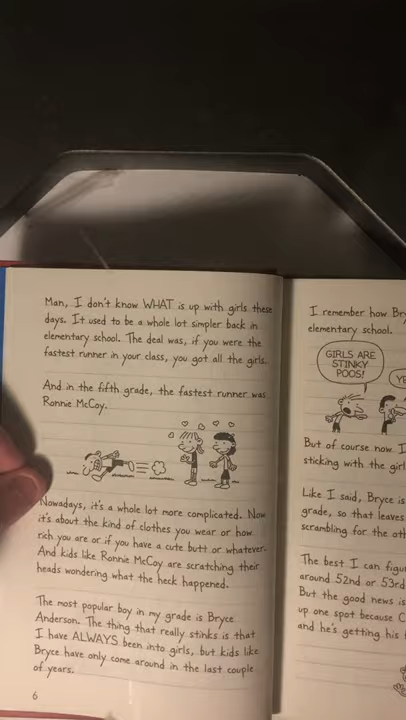 Man, I don't know WHAT is up with girls these
days. It used to be a whole lot simpler back in
elementary school. The deal was, if you were the
fastest runner in your class, you got all the girls.
And in the fifth grade, the fastest runner was
Ronnie McCoy.
Nowadays, it's a whole lot more complicated. Now
it's about the kind of clothes you wear or how
rich you are or if you have a cute butt or whatever.
And kids like Ronnie McCoy are scratching their
heads wondering what the heck happened.
The most popular boy in my grade is Bryce
Anderson. The thing that really stinks is that
I have ALWAYS been into girls, but kids like
Bryce have only come around in the last couple
of years.
6
I remember how Br
elementary school.
GIRLS ARE
STINKY
POOS!
YE
But of course now I
sticking with the girl
Like I said, Bryce is
grade, so that leaves
scrambling for the oth
The best I can figu
around 52nd or 53rd
But the good news is
up one spot because C
and he's getting his